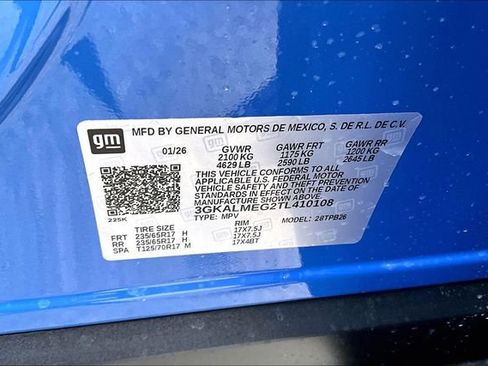 gm
MFD BY GENERAL MOTORS DE MEXICO, S. DE R.L. DE C.V.
01/26 GVWR GAWR FRT GAWR RR
2100 KG 1175 KG 1200 KG
4629 LB 2590 LB 2645 LB
THIS VEHICLE CONFORMS TO ALL
APPLICABLE U.S. FEDERAL MOTOR
VEHICLE SAFETY AND THEFT PREVENTION
STANDARDS IN EFFECT ON THE DATE OF
MANUFACTURE SHOWN ABOVE.
3GKALMEG2TL410108
225K TYPE: MPV MODEL: 28TPB26
TIRE SIZE RIM
FRT 235/65R17 H 17X7.5J
RR 235/65R17 H 17X7.5J
SPA T125/70R17 M 17X4BT